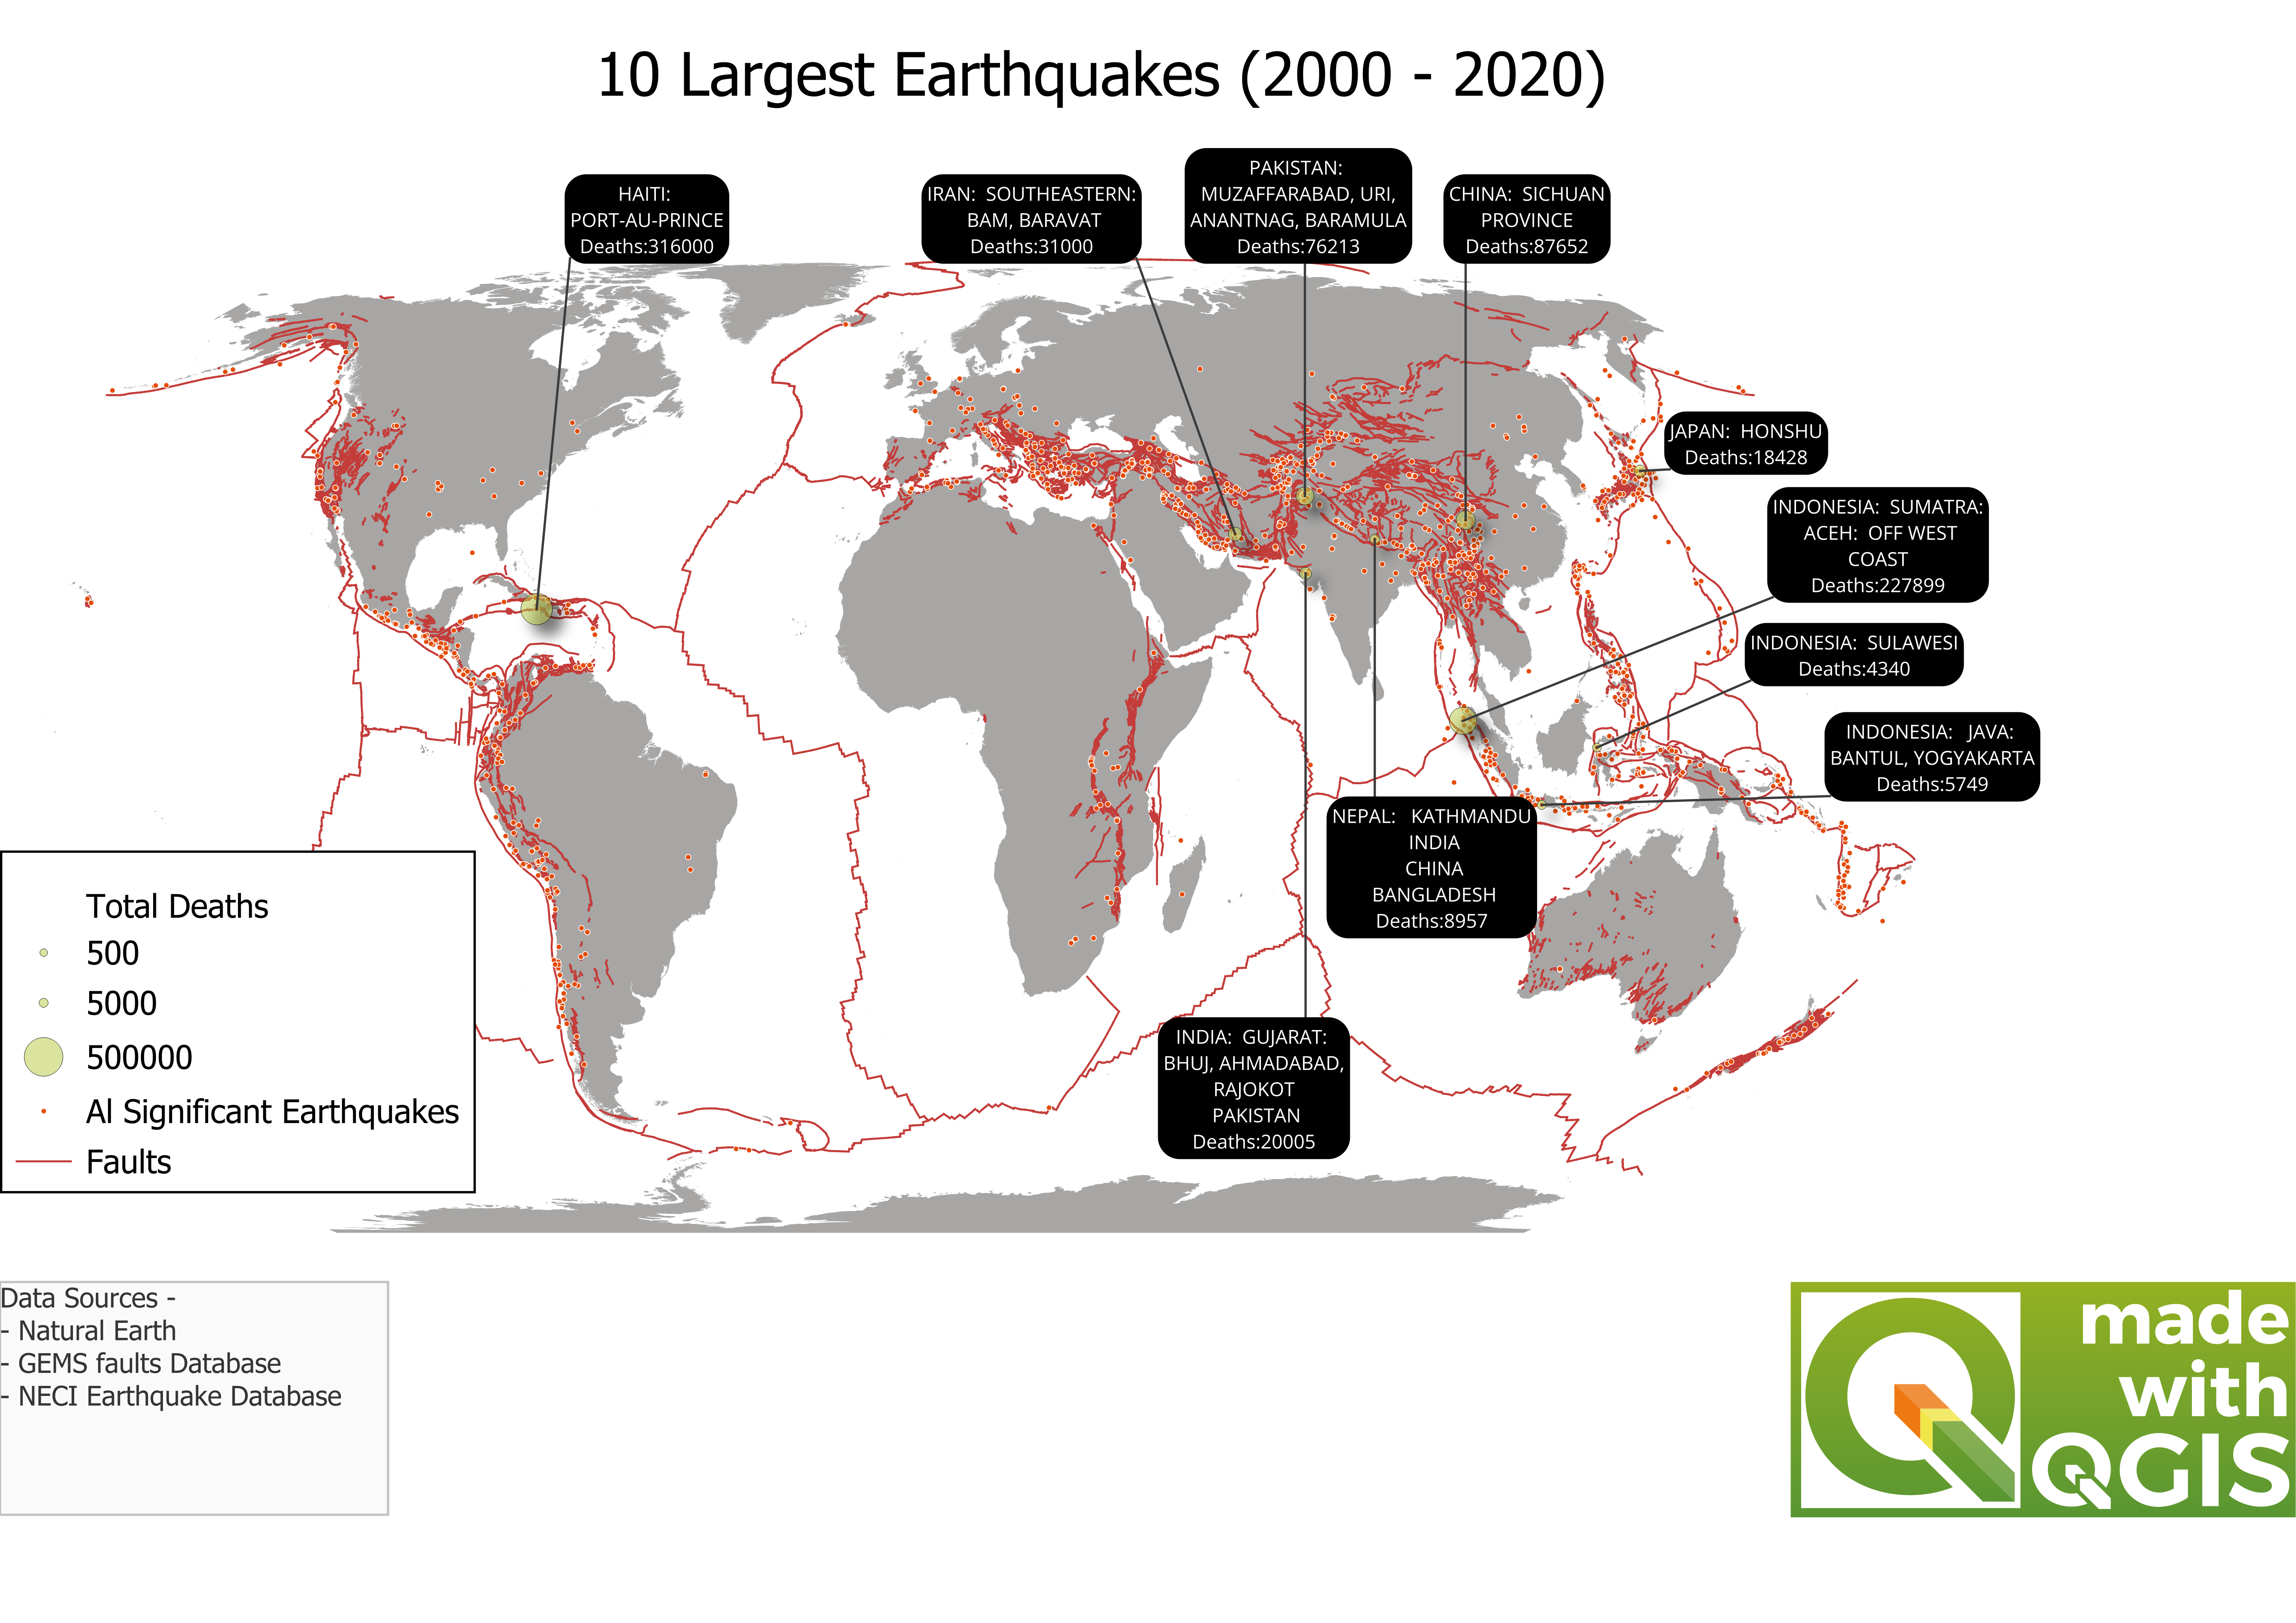 10 Largest Earthquakes (2000 - 2020)
HAITI:
PORT-AU-PRINCE
Deaths:316000
IRAN:  SOUTHEASTERN:
BAM, BARAVAT
Deaths:31000
PAKISTAN:
MUZAFFARABAD, URI,
ANANTNAG, BARAMULA
Deaths:76213
CHINA:  SICHUAN
PROVINCE
Deaths:87652
JAPAN:  HONSHU
Deaths:18428
INDONESIA:  SUMATRA:
ACEH:  OFF WEST
COAST
Deaths:227899
INDONESIA:  SULAWESI
Deaths:4340
INDONESIA:   JAVA:
BANTUL, YOGYAKARTA
Deaths:5749
NEPAL:   KATHMANDU
INDIA
CHINA
BANGLADESH
Deaths:8957
INDIA:  GUJARAT:
BHUJ, AHMADABAD,
RAJOKOT
PAKISTAN
Deaths:20005
Total Deaths
500
5000
500000
Al Significant Earthquakes
Faults
Data Sources -
- Natural Earth
- GEMS faults Database
- NECI Earthquake Database
made
with
QGIS